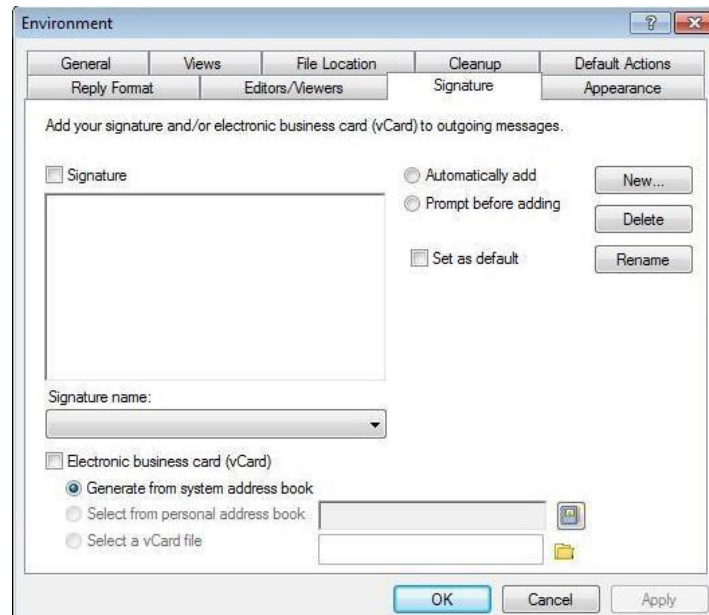 Environment
General Views File Location Cleanup Default Actions
Reply Format Editors/Viewers Signature Appearance
Add your signature and/or electronic business card (vCard) to outgoing messages.
Signature
Automatically add
New...
Prompt before adding
Delete
Set as default
Rename
Signature name:
Electronic business card (vCard)
Generate from system address book
Select from personal address book
Select a vCard file
OK Cancel Apply